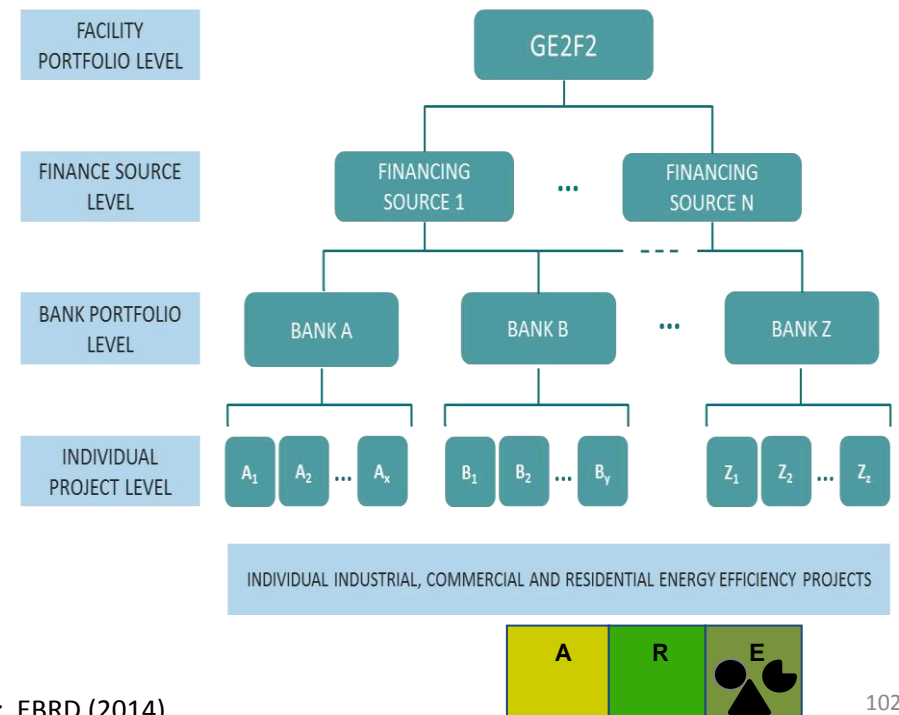 FACILITY
PORTFOLIO LEVEL
GE2F2
FINANCE SOURCE
LEVEL
FINANCING
SOURCE 1
...
FINANCING
SOURCE N
BANK PORTFOLIO
LEVEL
BANK A
BANK B
...
BANK Z
INDIVIDUAL
PROJECT LEVEL
A₁ A₂ ... Aₓ
B₁ B₂ ... Bᵧ
Z₁ Z₂ ... Z𝓏
INDIVIDUAL INDUSTRIAL, COMMERCIAL AND RESIDENTIAL ENERGY EFFICIENCY PROJECTS
A R E
: EBRD (2014)
102